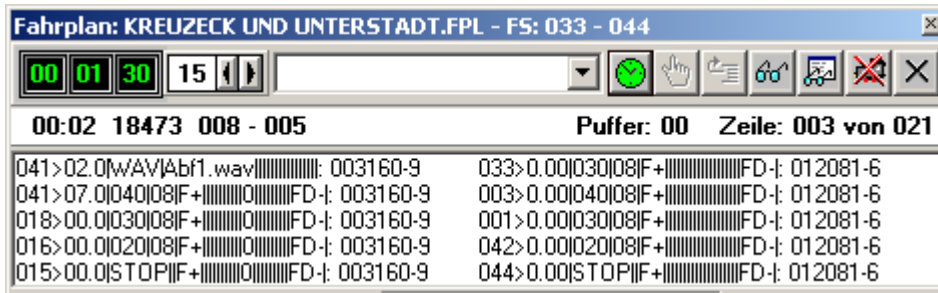 Fahrplan: KREUZECK UND UNTERSTADT.FPL - FS: 033 - 044
00 01 30 15
00:02 18473 008 - 005 Puffer: 00 Zeile: 003 von 021
041>02.0|WAV|Abf1.wav||||||||||||||||: 003160-9 033>0.00|030|08|F+||||||||||||||||||FD-|: 012081-6
041>07.0|040|08|F+|||||||||0||||||||FD-|: 003160-9 003>0.00|040|08|F+||||||||||||||||||FD-|: 012081-6
018>00.0|030|08|F+|||||||||0||||||||FD-|: 003160-9 001>0.00|030|08|F+||||||||||||||||||FD-|: 012081-6
016>00.0|020|08|F+|||||||||0||||||||FD-|: 003160-9 042>0.00|020|08|F+||||||||||||||||||FD-|: 012081-6
015>00.0|STOP||F+|||||||||0||||||||FD-|: 003160-9 044>0.00|STOP||F+||||||||||||||||||FD-|: 012081-6